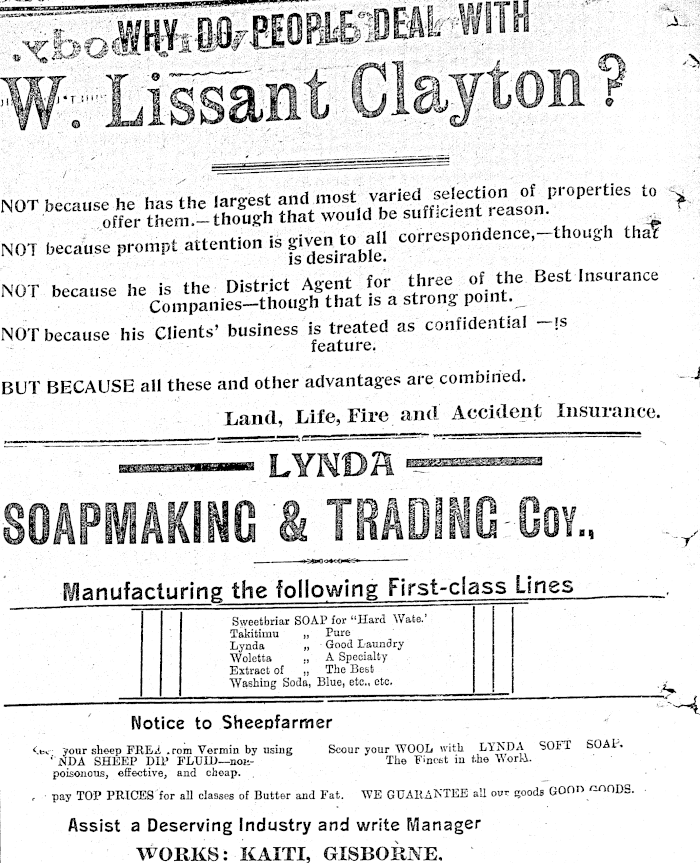 WHY DO PEOPLE DEAL WITH
W. Lissant Clayton?
NOT because he has the largest and most varied selection of properties to
offer them.—though that would be sufficient reason.
NOT because prompt attention is given to all correspondence,—though that
is desirable.
NOT because he is the District Agent for three of the Best Insurance
Companies—though that is a strong point.
NOT because his Clients' business is treated as confidential —is
feature.
BUT BECAUSE all these and other advantages are combined.
Land, Life, Fire and Accident Insurance.
LYNDA
SOAPMAKING & TRADING COY.,
Manufacturing the following First-class Lines
Sweetbriar SOAP for "Hard Wate.'
Takitimu „ Pure
Lynda „ Good Laundry
Woletta „ A Specialty
Extract of „ The Best
Washing Soda, Blue, etc., etc.
Notice to Sheepfarmer
your sheep FREE rom Vermin by using
NDA SHEEP DIP FLUID—non-
poisonous, effective, and cheap.
Scour your WOOL with LYNDA SOFT SOAP.
The Finest in the World.
pay TOP PRICES for all classes of Butter and Fat. WE GUARANTEE all our goods GOOD GOODS.
Assist a Deserving Industry and write Manager
WORKS: KAITI, GISBORNE.